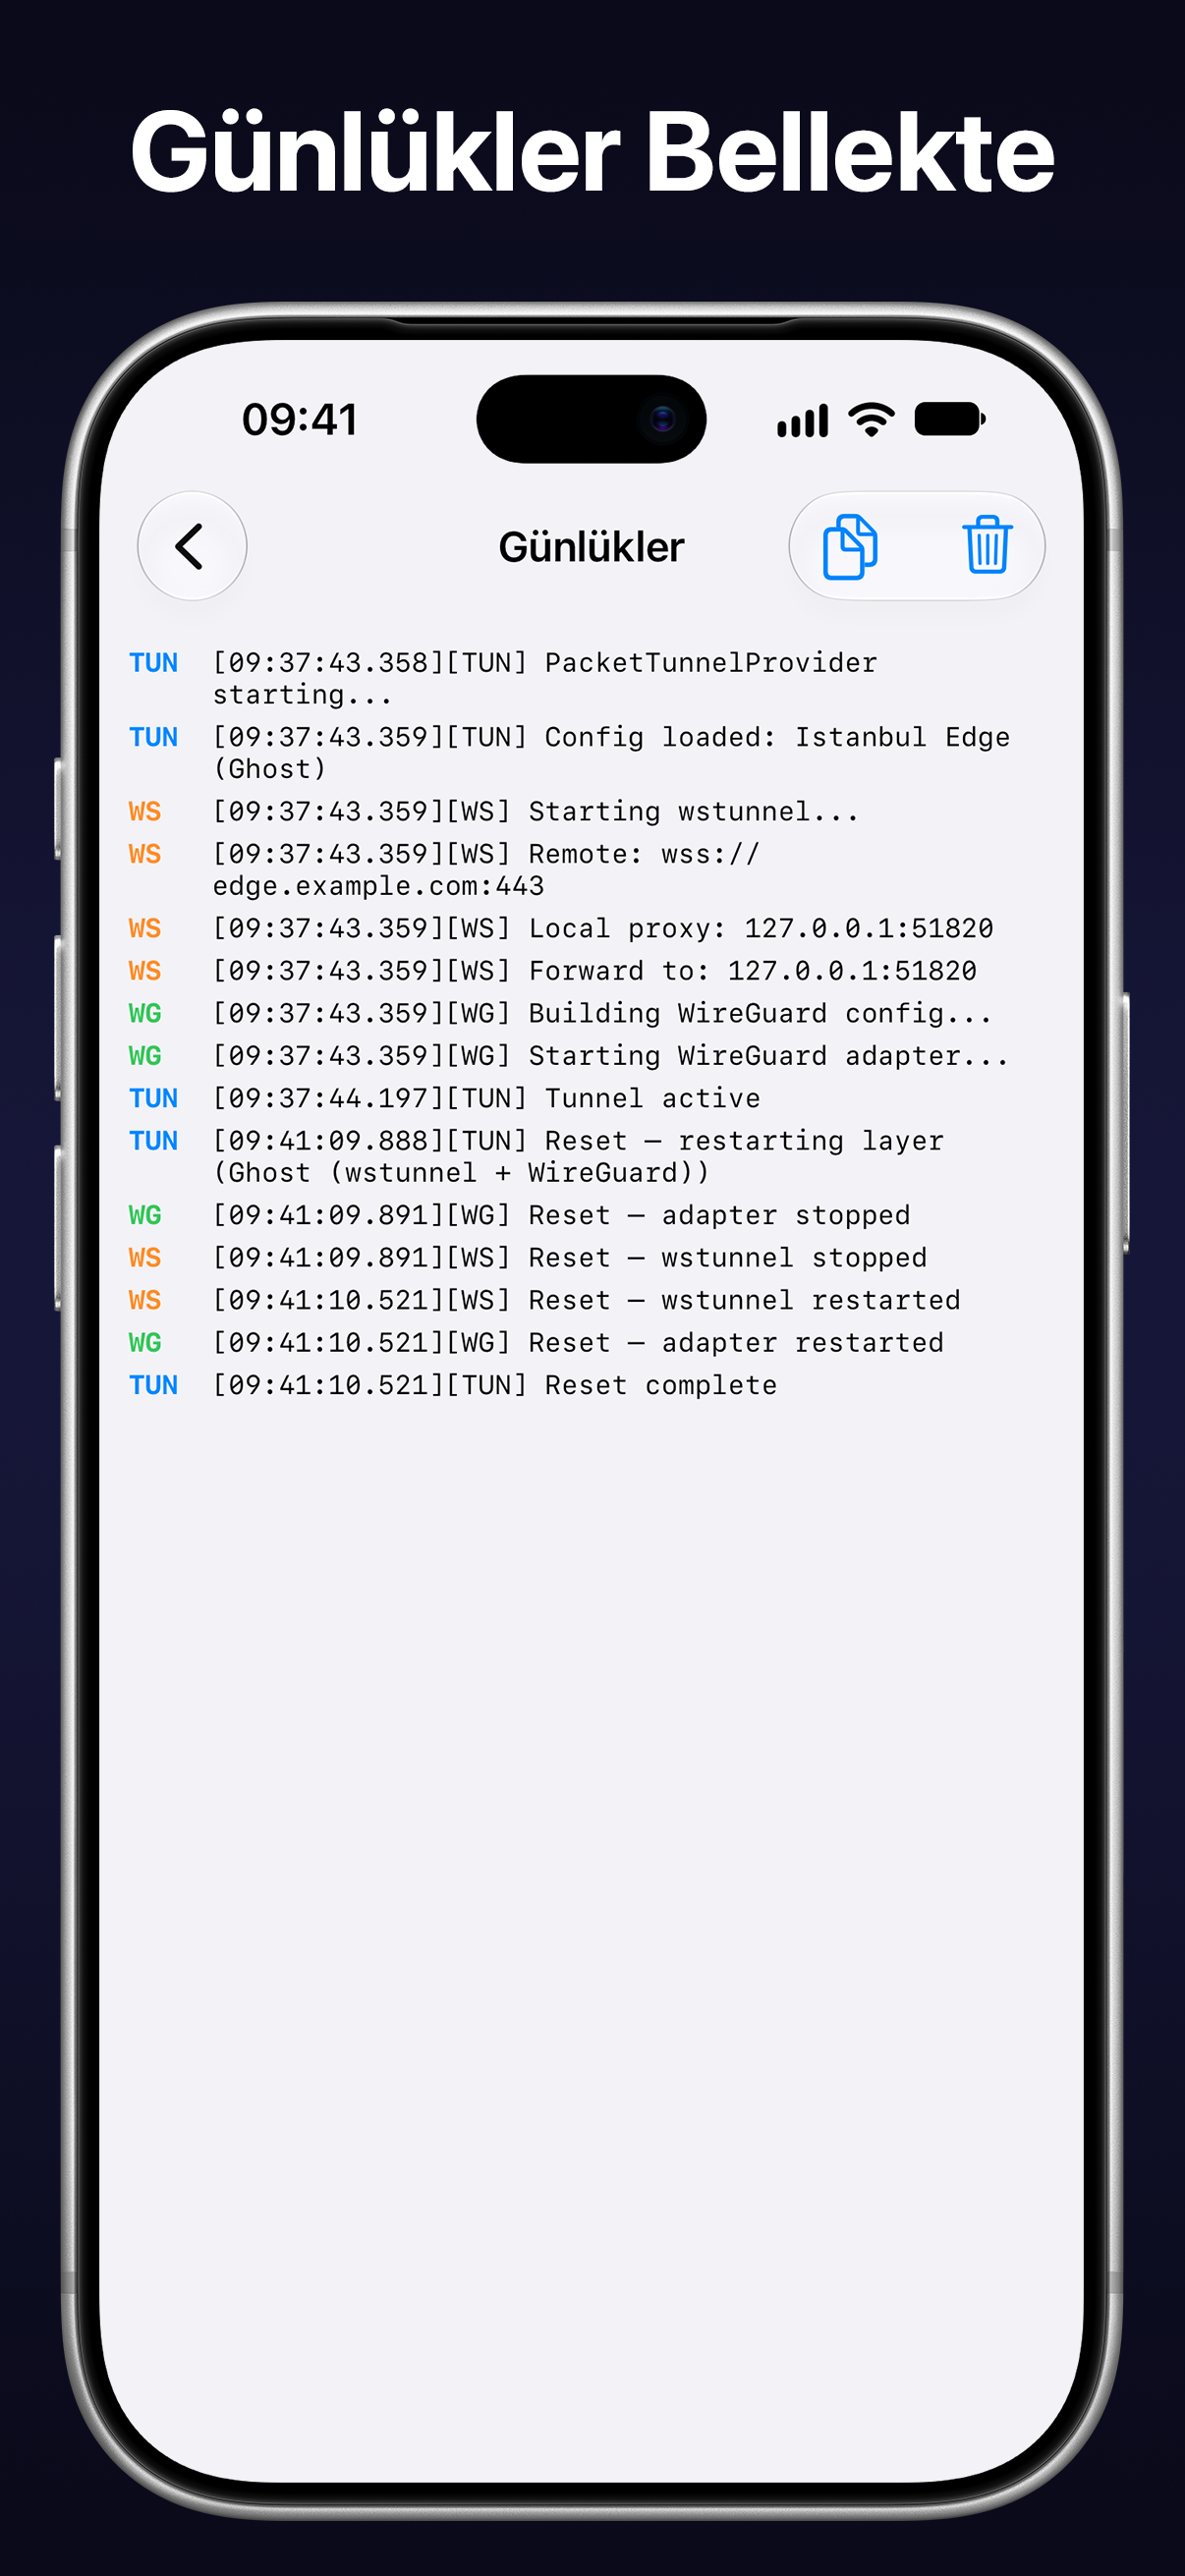 Günlükler Bellekte
09:41
Günlükler
TUN [09:37:43.358][TUN] PacketTunnelProvider
starting...
TUN [09:37:43.359][TUN] Config loaded: Istanbul Edge
(Ghost)
WS [09:37:43.359][WS] Starting wstunnel...
WS [09:37:43.359][WS] Remote: wss://
edge.example.com:443
WS [09:37:43.359][WS] Local proxy: 127.0.0.1:51820
WS [09:37:43.359][WS] Forward to: 127.0.0.1:51820
WG [09:37:43.359][WG] Building WireGuard config...
WG [09:37:43.359][WG] Starting WireGuard adapter...
TUN [09:37:44.197][TUN] Tunnel active
TUN [09:41:09.888][TUN] Reset — restarting layer
(Ghost (wstunnel + WireGuard))
WG [09:41:09.891][WG] Reset — adapter stopped
WS [09:41:09.891][WS] Reset — wstunnel stopped
WS [09:41:10.521][WS] Reset — wstunnel restarted
WG [09:41:10.521][WG] Reset — adapter restarted
TUN [09:41:10.521][TUN] Reset complete